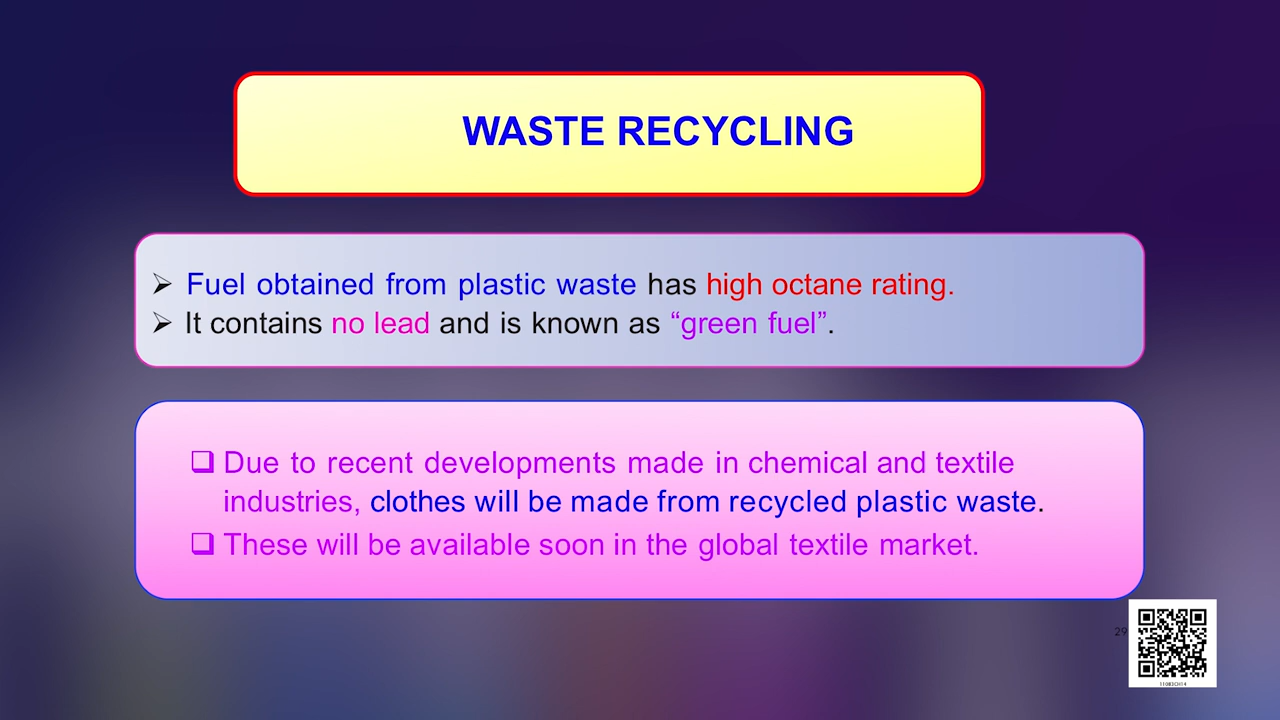 WASTE RECYCLING
➢ Fuel obtained from plastic waste has high octane rating.
➢ It contains no lead and is known as “green fuel”.
❑ Due to recent developments made in chemical and textile
industries, clothes will be made from recycled plastic waste.
❑ These will be available soon in the global textile market.
29